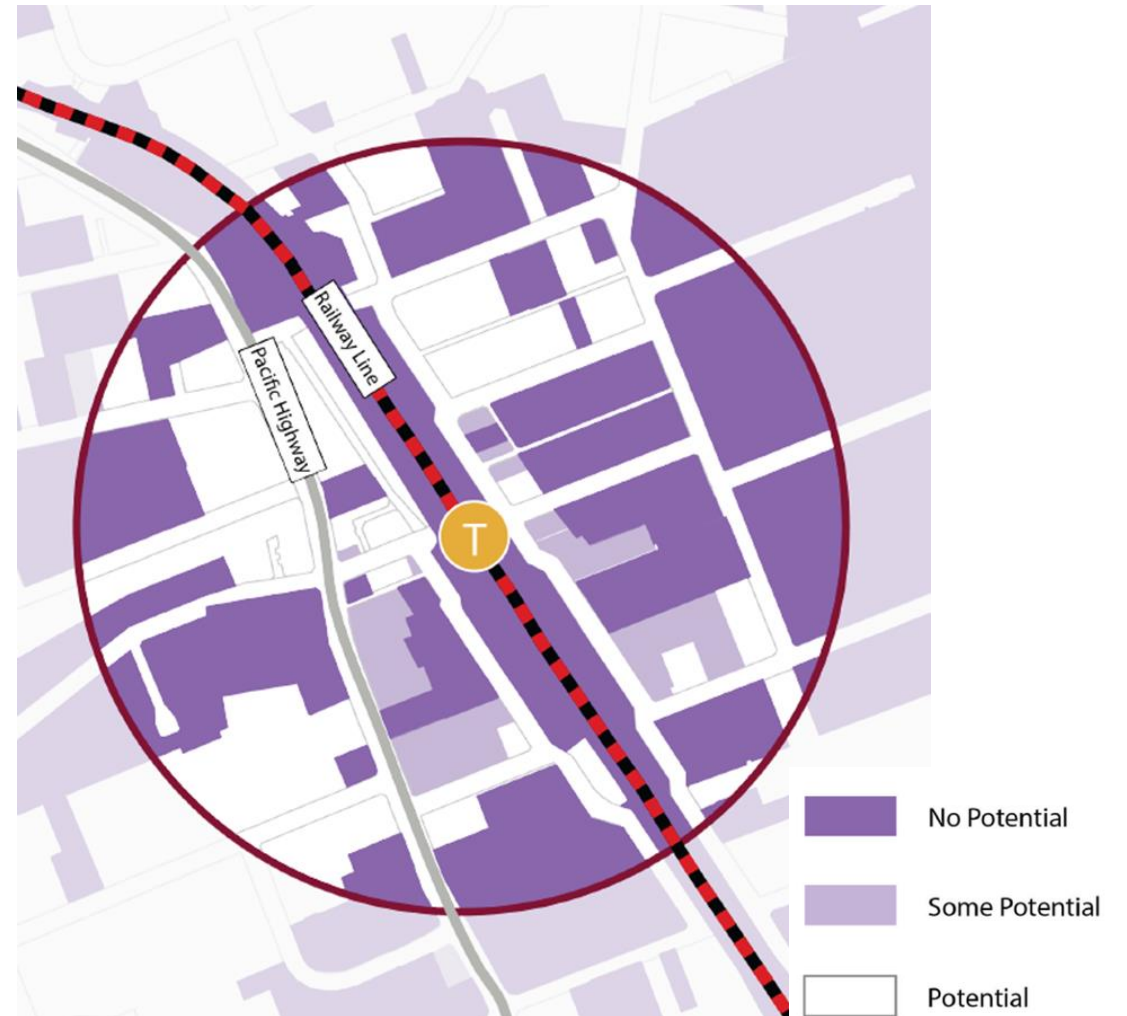 Railway Line
Pacific Highway
T
No Potential
Some Potential
Potential